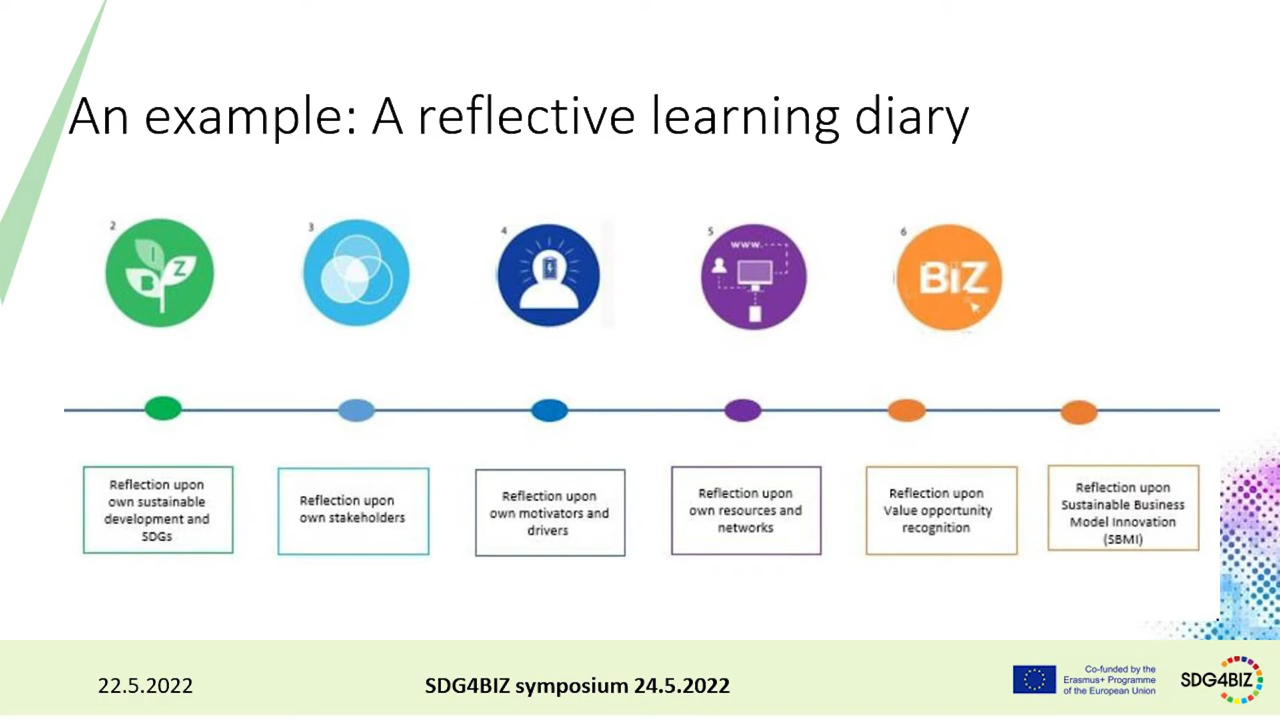 An example: A reflective learning diary
2
3
4
5
6
B I Z
www.
BiZ
Reflection upon
own sustainable
development and
SDGs
Reflection upon
own stakeholders
Reflection upon
own motivators and
drivers
Reflection upon
own resources and
networks
Reflection upon
Value opportunity
recognition
Reflection upon
Sustainable Business
Model Innovation
(SBMI)
22.5.2022
SDG4BIZ symposium 24.5.2022
Co-funded by the
Erasmus+ Programme
of the European Union
SDG4BIZ